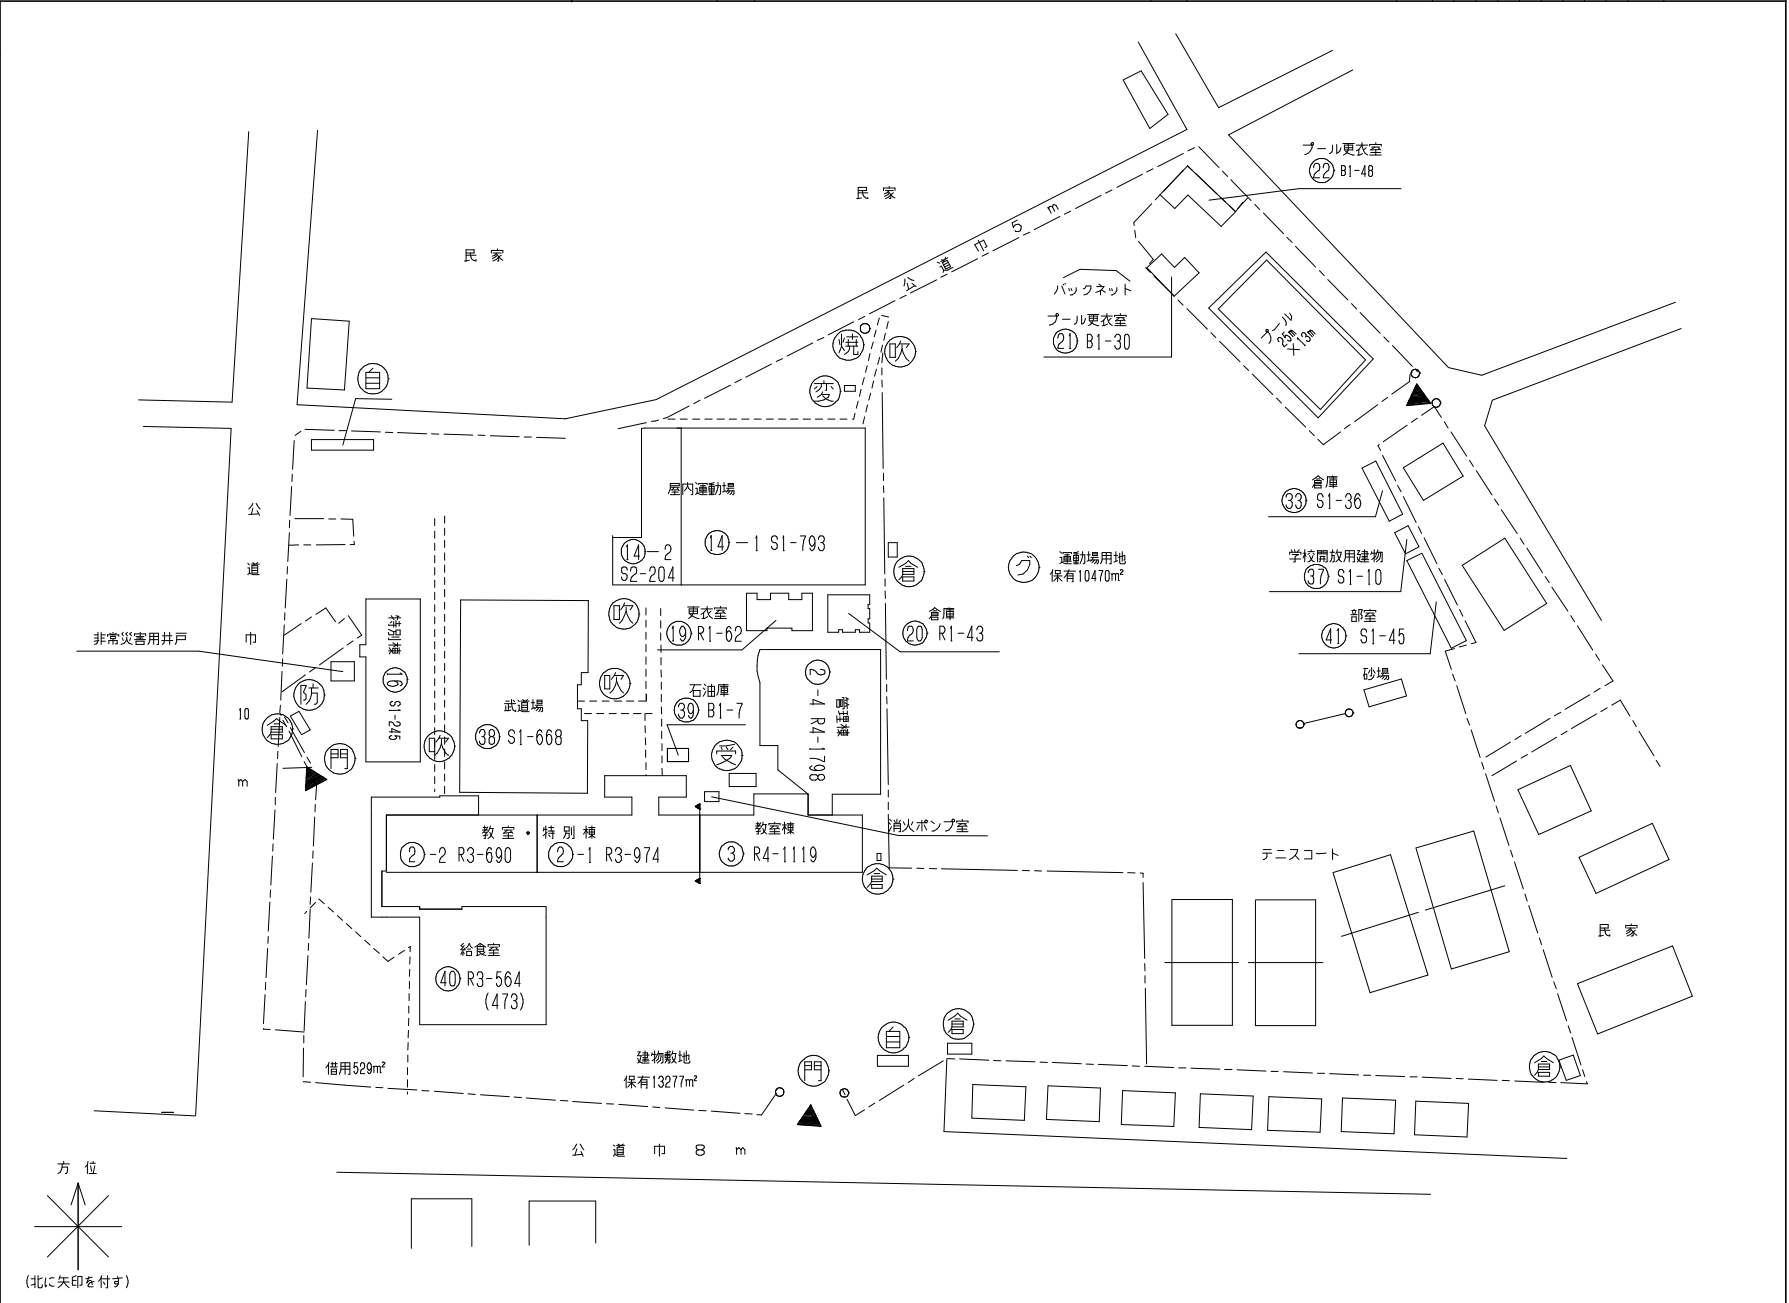 プール更衣室
㉒ B1-48
民 家
公 道 巾 5 m
民 家
バックネット
プール更衣室
㉑ B1-30
プール
25m
×13m
焼
吹
変
自
屋内運動場
⑭-1 S1-793
⑭-2
S2-204
倉庫
㉝ S1-36
公 道 巾 10 m
学校開放用建物
㊲ S1-10
グ
運動場用地
保有10470m²
倉
部室
㊶ S1-45
更衣室
⑲ R1-62
倉庫
⑳ R1-43
吹
特別棟
⑯ S1-245
非常災害用井戸
防
倉
門
吹
武道場
㊳ S1-668
吹
石油庫
㊴ B1-7
受
管理棟
②-4 R4-1798
砂場
消火ポンプ室
教 室 ・ 特 別 棟
②-2 R3-690
②-1 R3-974
教室棟
③ R4-1119
倉
テニスコート
民 家
給食室
㊵ R3-564
(473)
借用529m²
建物敷地
保有13277m²
門
自
倉
倉
公 道 巾 8 m
方 位
(北に矢印を付す)